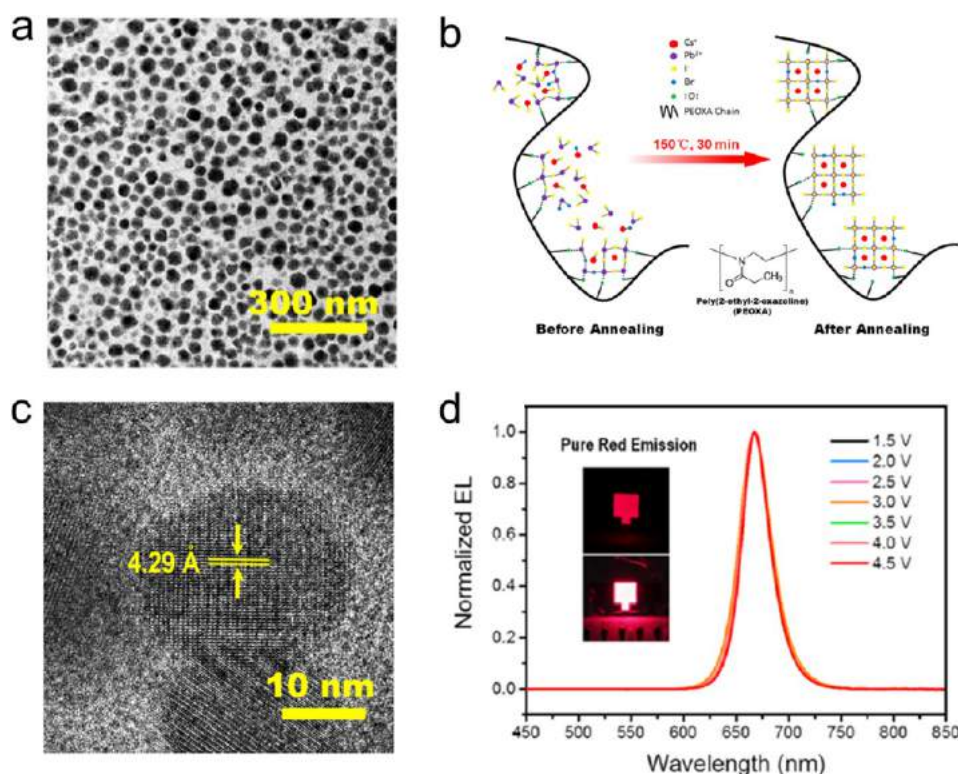 a
300 nm
b
Cs⁺
Pb²⁺
I⁻
Br⁻
PEOXA Chain
150℃, 30 min
N
O
CH₃
n
Poly(2-ethyl-2-oxazoline)
(PEOXA)
Before Annealing
After Annealing
c
4.29 Å
10 nm
d
Pure Red Emission
1.5 V
2.0 V
2.5 V
3.0 V
3.5 V
4.0 V
4.5 V
1.0
0.8
0.6
0.4
0.2
0.0
Normalized EL
450 500 550 600 650 700 750 800 850
Wavelength (nm)